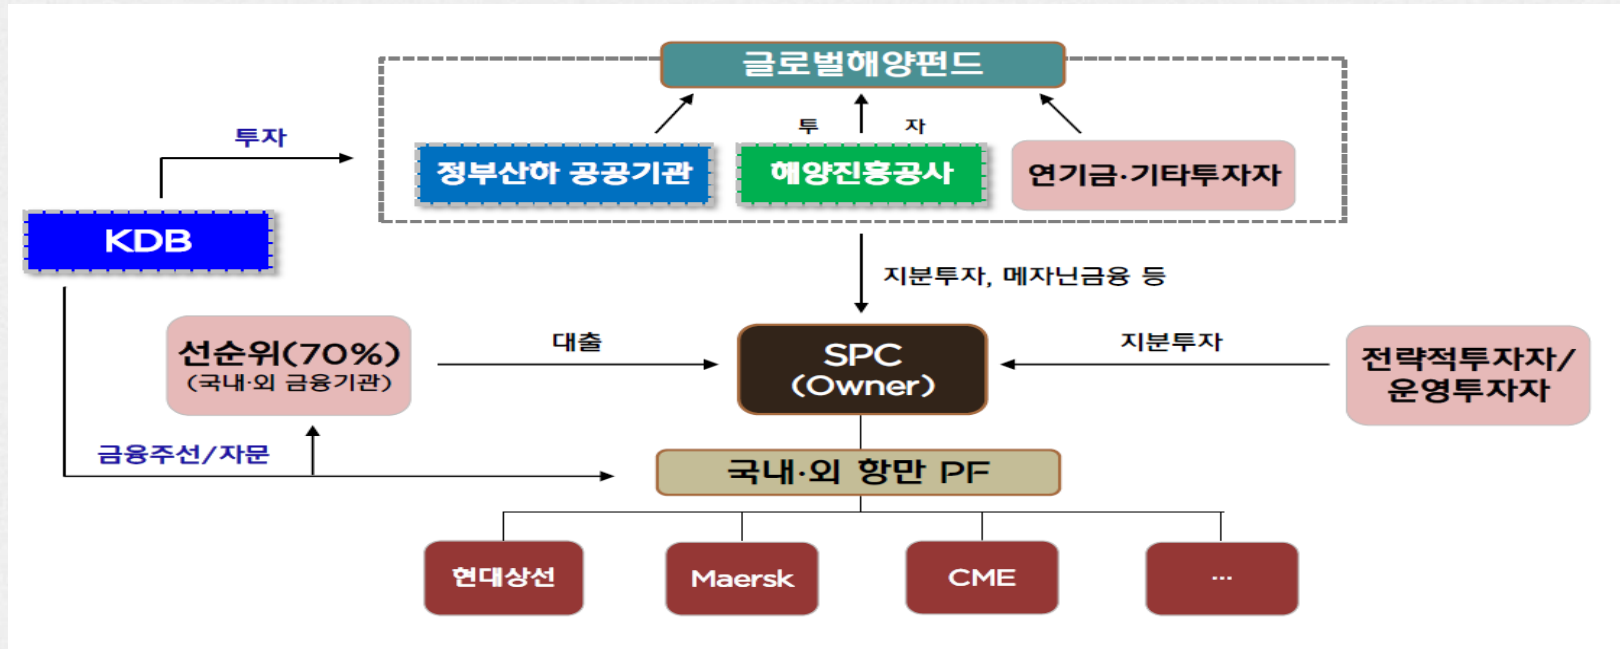 글로벌해양펀드
투자
투 자
정부산하 공공기관
해양진흥공사
연기금·기타투자자
KDB
지분투자, 메자닌금융 등
선순위(70%)
(국내·외 금융기관)
대출
SPC
(Owner)
지분투자
전략적투자자/
운영투자자
금융주선/자문
국내·외 항만 PF
현대상선
Maersk
CME
...